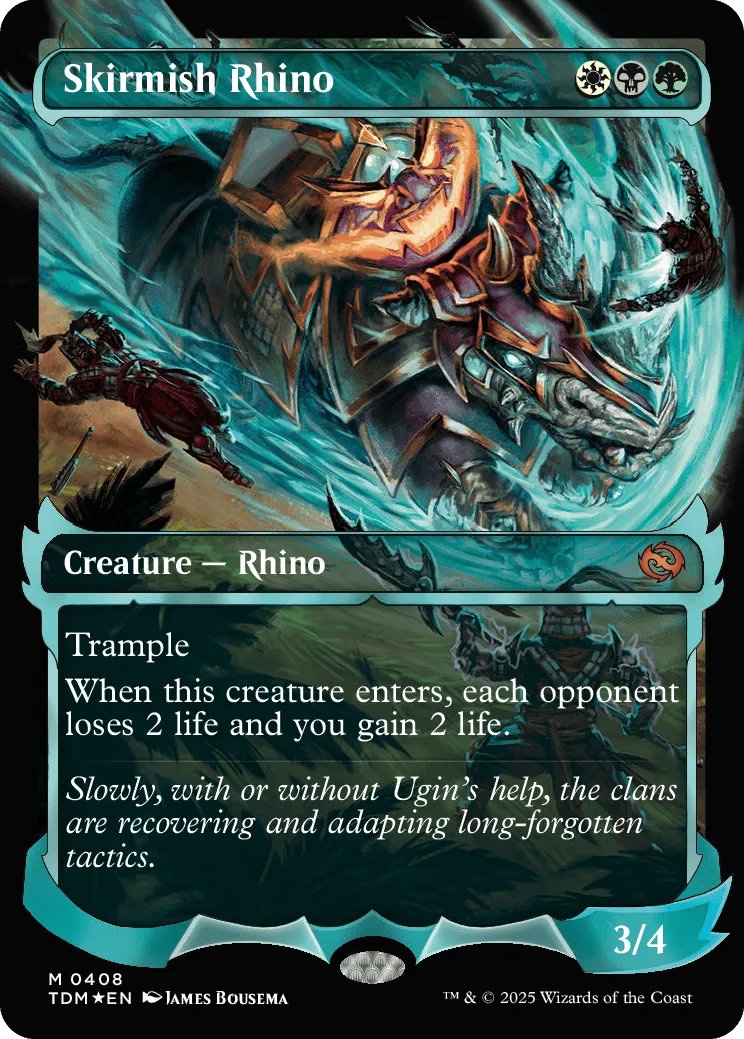 Skirmish Rhino
Creature — Rhino
Trample
When this creature enters, each opponent
loses 2 life and you gain 2 life.
Slowly, with or without Ugin's help, the clans
are recovering and adapting long-forgotten
tactics.
3/4
M 0408
TDM★EN James Bousema
™ & © 2025 Wizards of the Coast